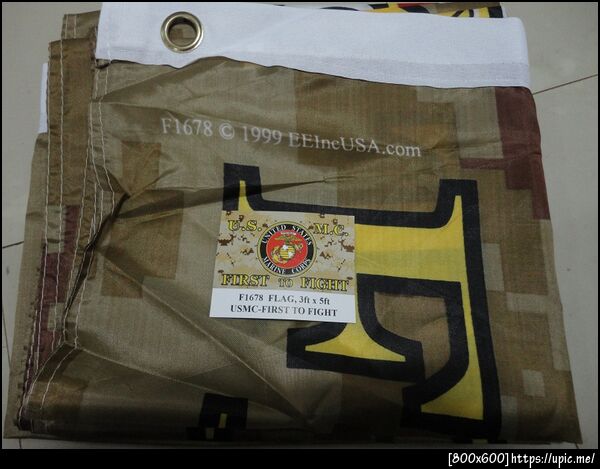 F1678 © 1999 EEIncUSA.com
U.S. M.C.
UNITED STATES
MARINE CORPS
FIRST TO FIGHT
F1678 FLAG, 3ft x 5ft
USMC-FIRST TO FIGHT
F
[800x600]https://upic.me/